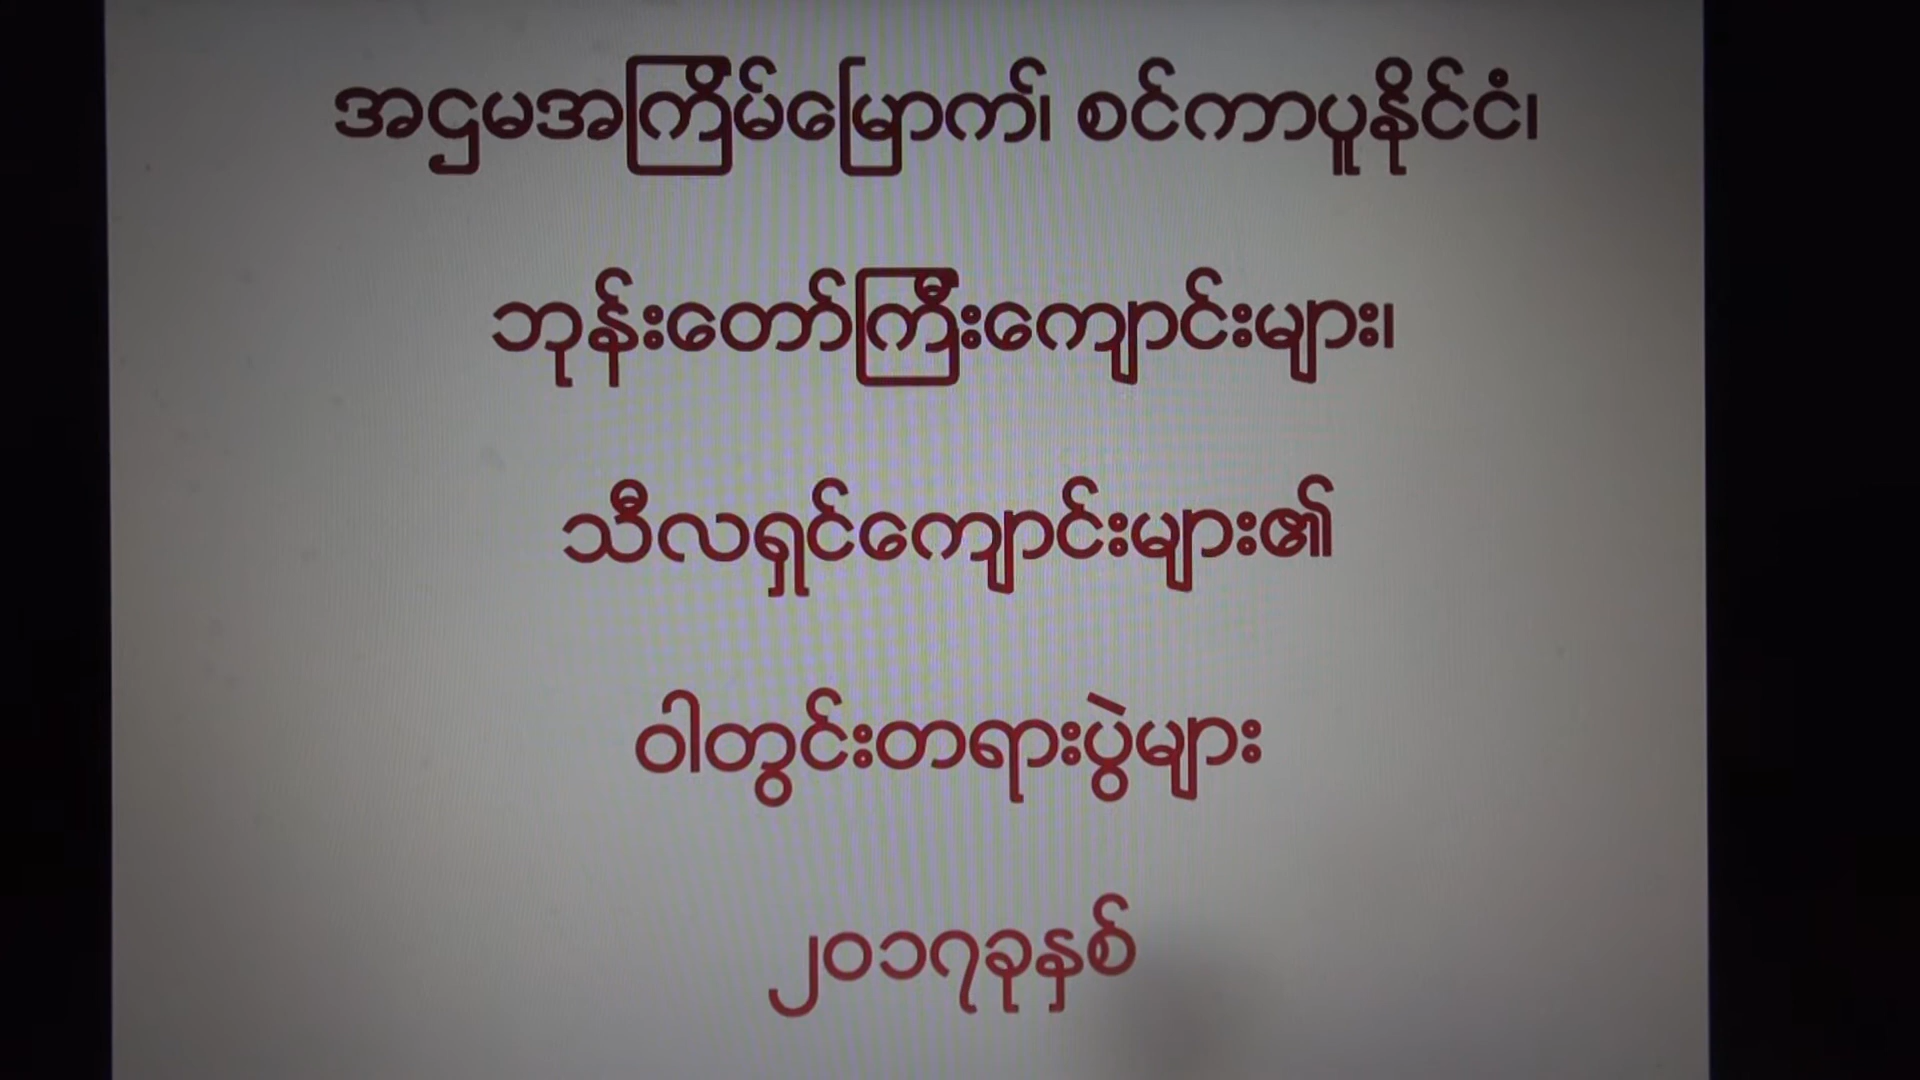 အဌမအကြိမ်မြောက်၊ စင်ကာပူနိုင်ငံ၊
ဘုန်းတော်ကြီးကျောင်းများ၊
သီလရှင်ကျောင်းများ၏
ဝါတွင်းတရားပွဲများ
၂၀၁၇ခုနှစ်